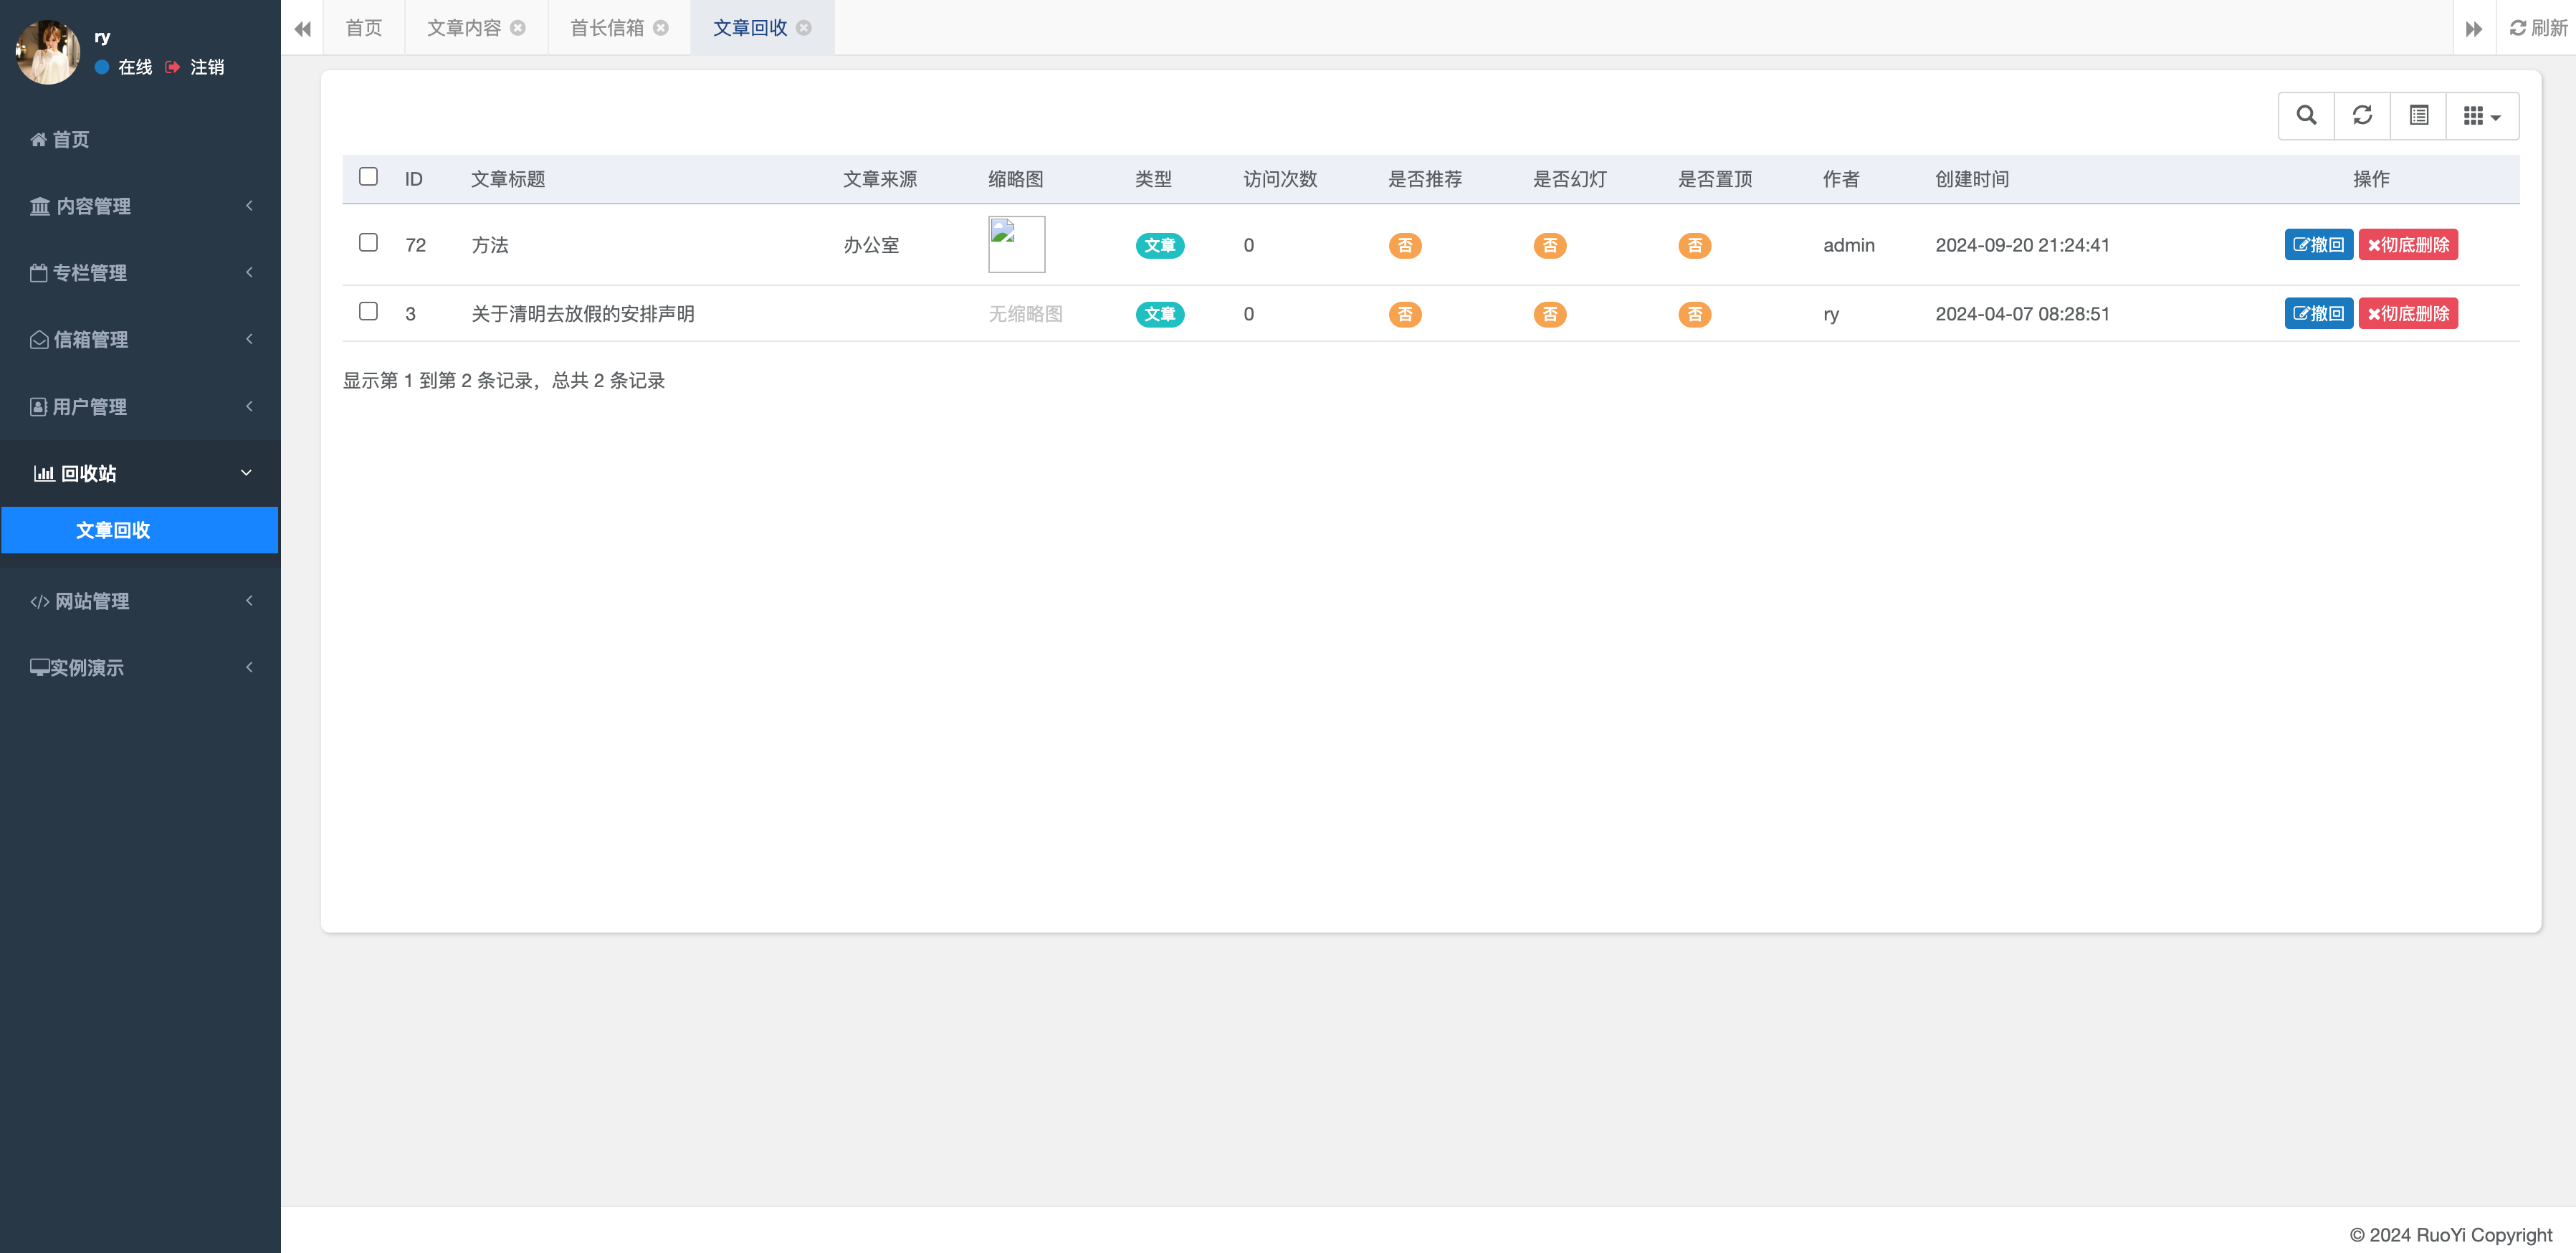 ry
在线 注销
首页
内容管理
专栏管理
信箱管理
用户管理
回收站
文章回收
网站管理
实例演示
首页 文章内容 首长信箱 文章回收 刷新
ID 文章标题 文章来源 缩略图 类型 访问次数 是否推荐 是否幻灯 是否置顶 作者 创建时间 操作
72 方法 办公室 文章 0 否 否 否 admin 2024-09-20 21:24:41 撤回 彻底删除
3 关于清明去放假的安排声明 无缩略图 文章 0 否 否 否 ry 2024-04-07 08:28:51 撤回 彻底删除
显示第 1 到第 2 条记录，总共 2 条记录
© 2024 RuoYi Copyright